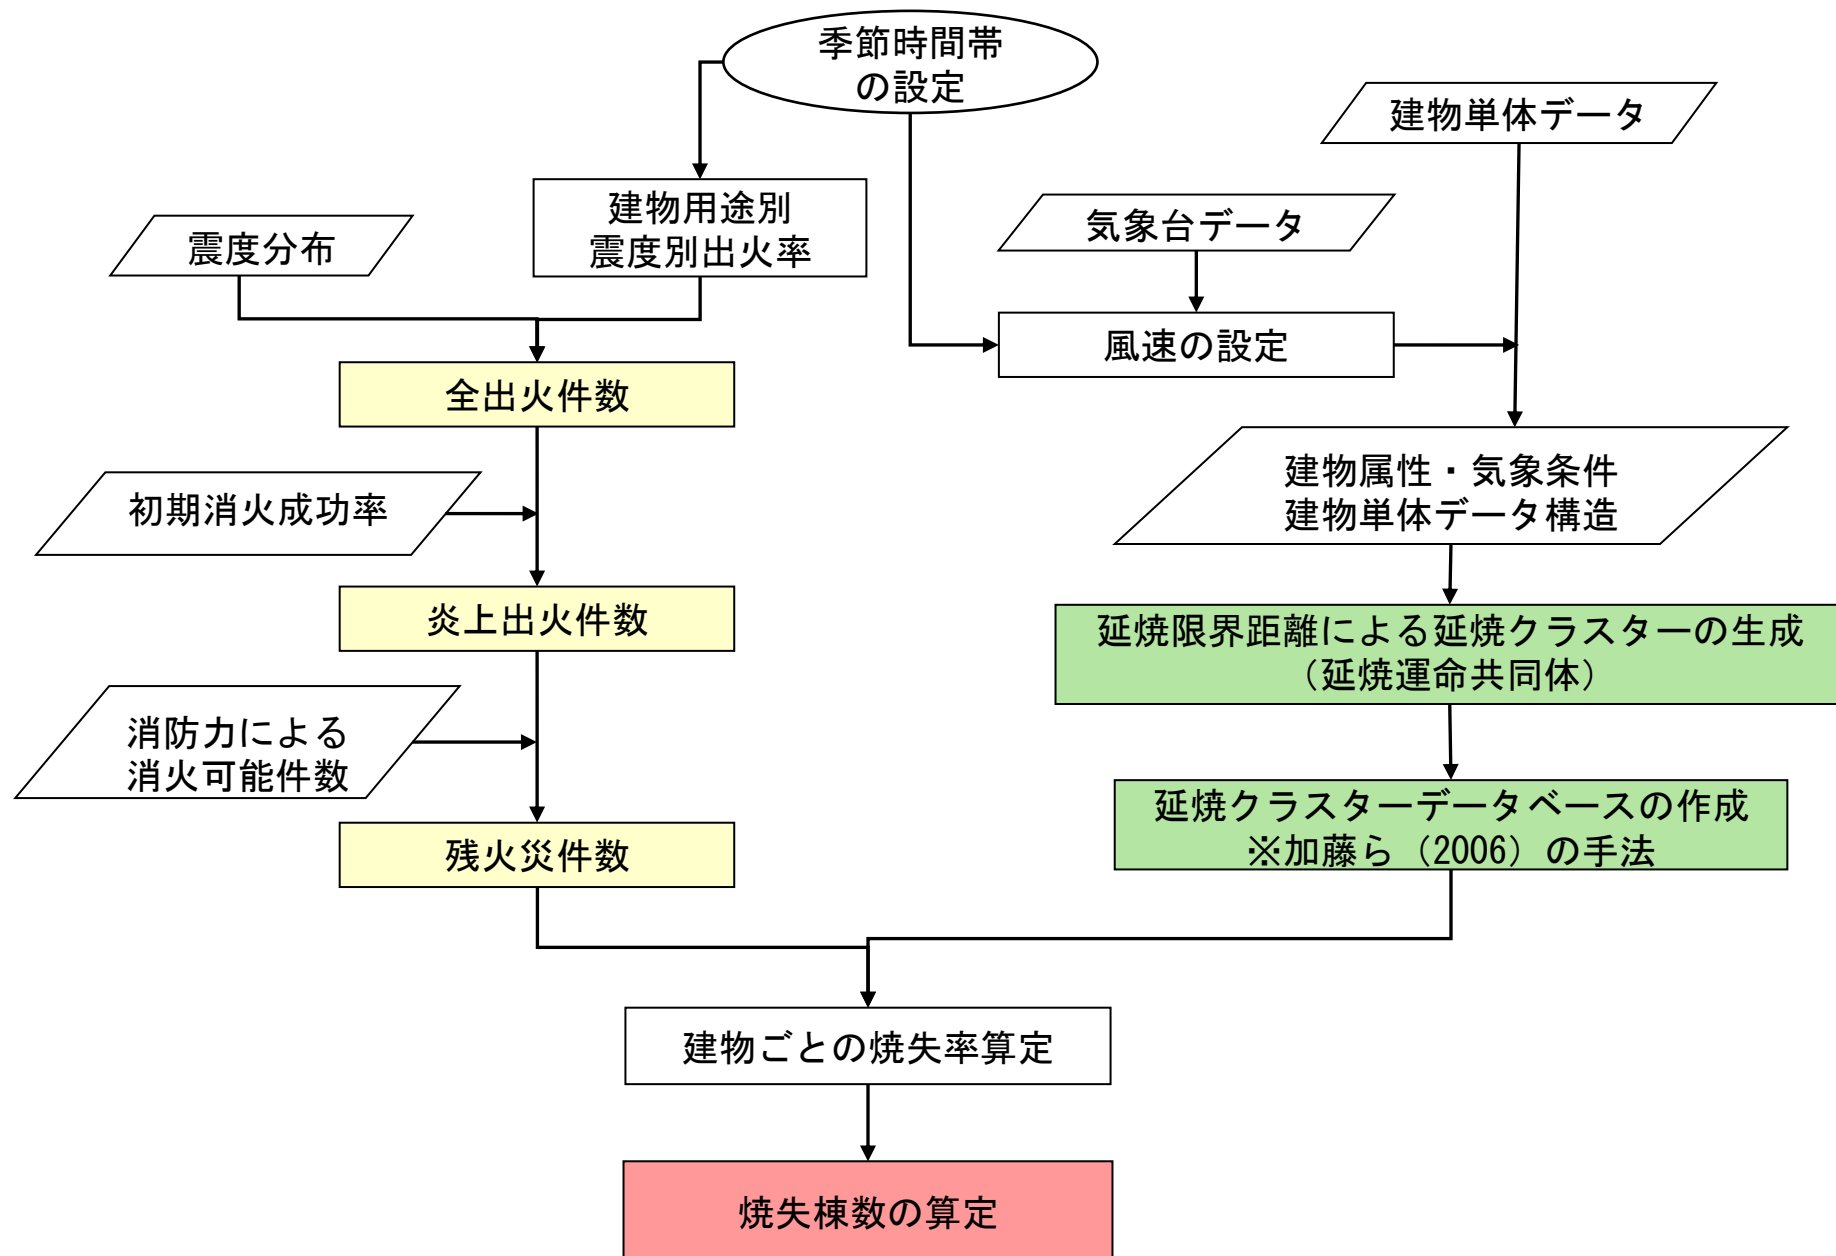 季節時間帯
の設定
建物単体データ
建物用途別
震度別出火率
震度分布
気象台データ
風速の設定
全出火件数
初期消火成功率
建物属性・気象条件
建物単体データ構造
炎上出火件数
延焼限界距離による延焼クラスターの生成
（延焼運命共同体）
消防力による
消火可能件数
延焼クラスターデータベースの作成
※加藤ら（2006）の手法
残火災件数
建物ごとの焼失率算定
焼失棟数の算定